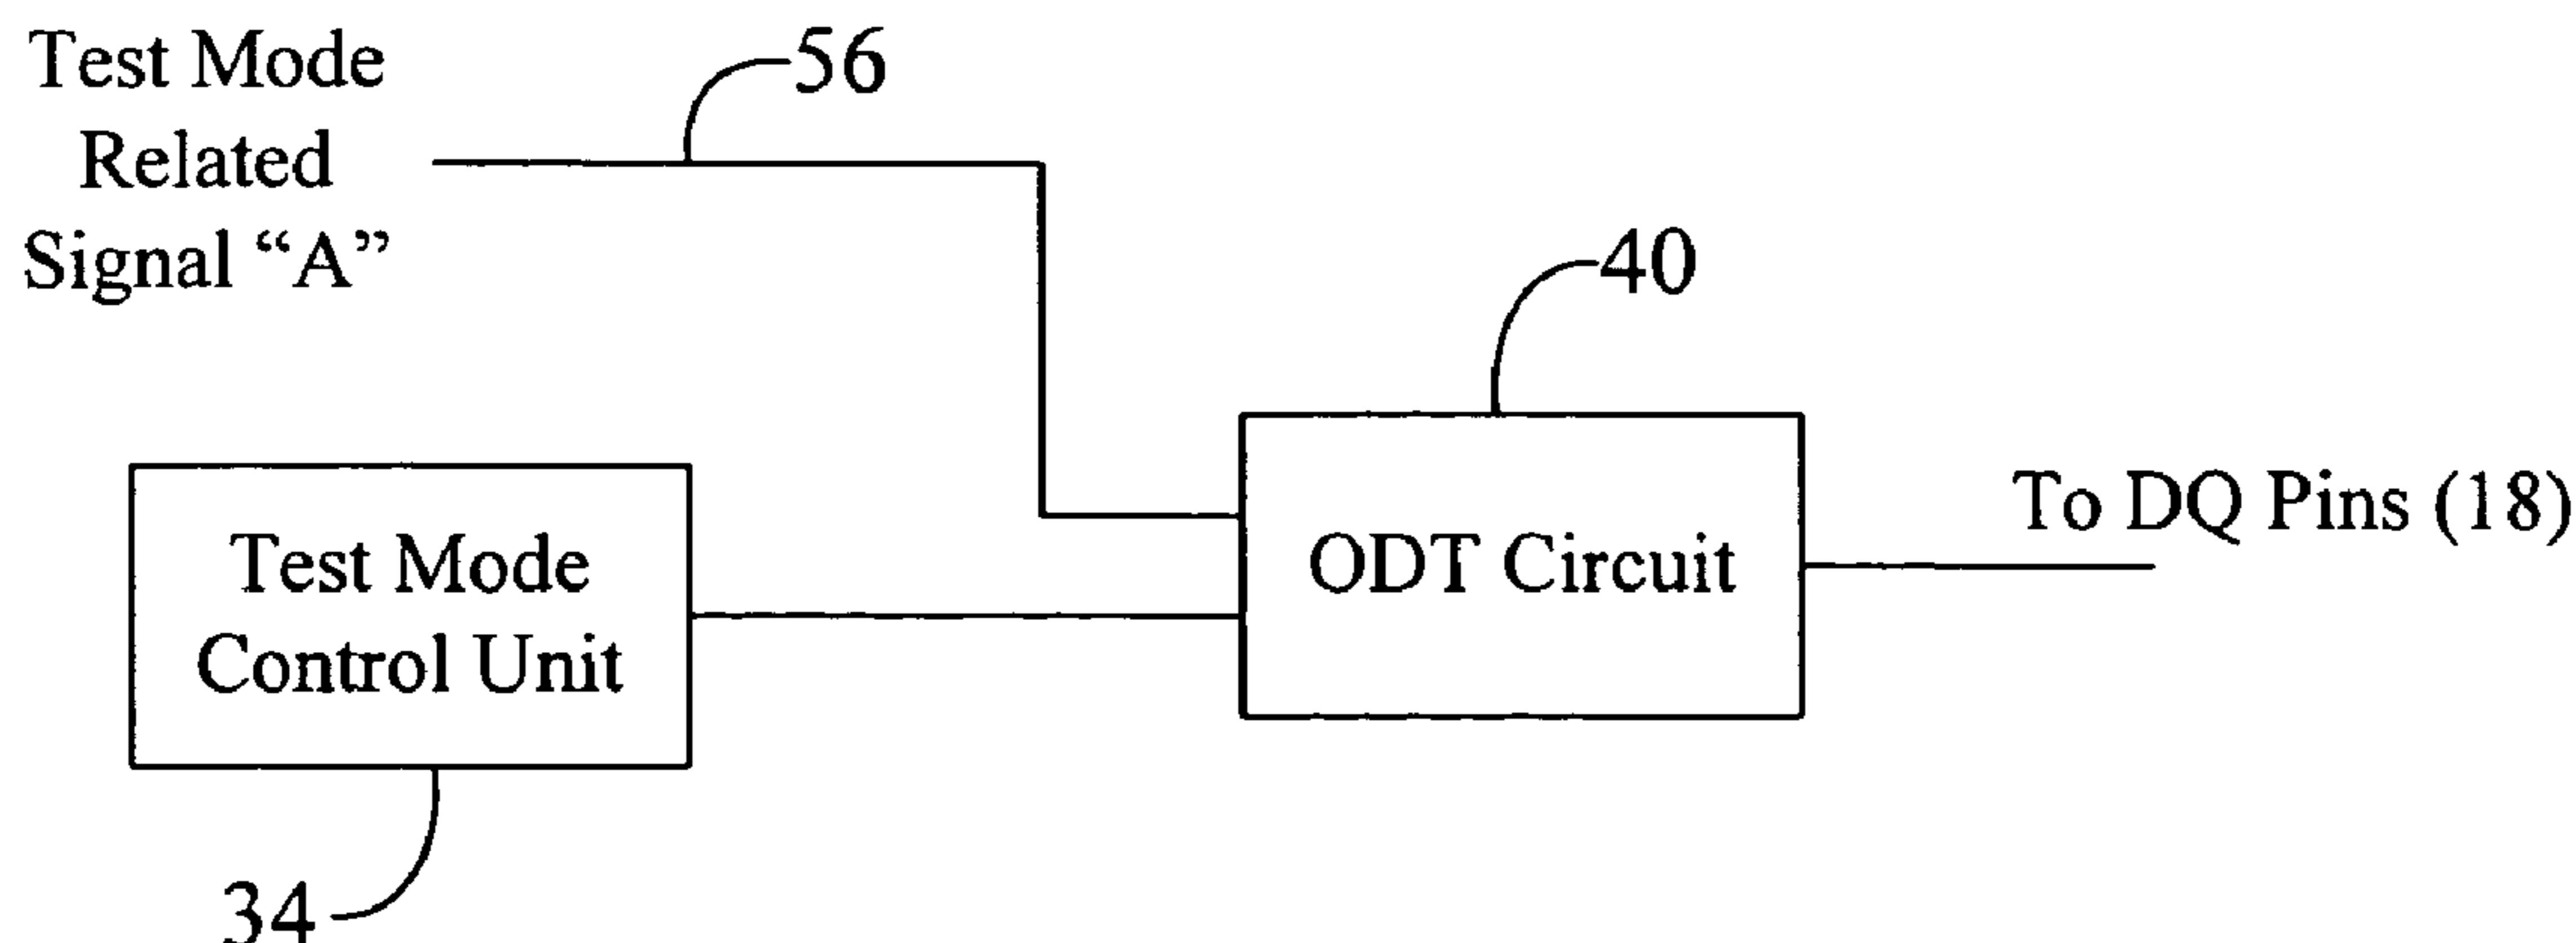 Test Mode
Related
Signal “A”
56
40
Test Mode
Control Unit
ODT Circuit
To DQ Pins (18)
34